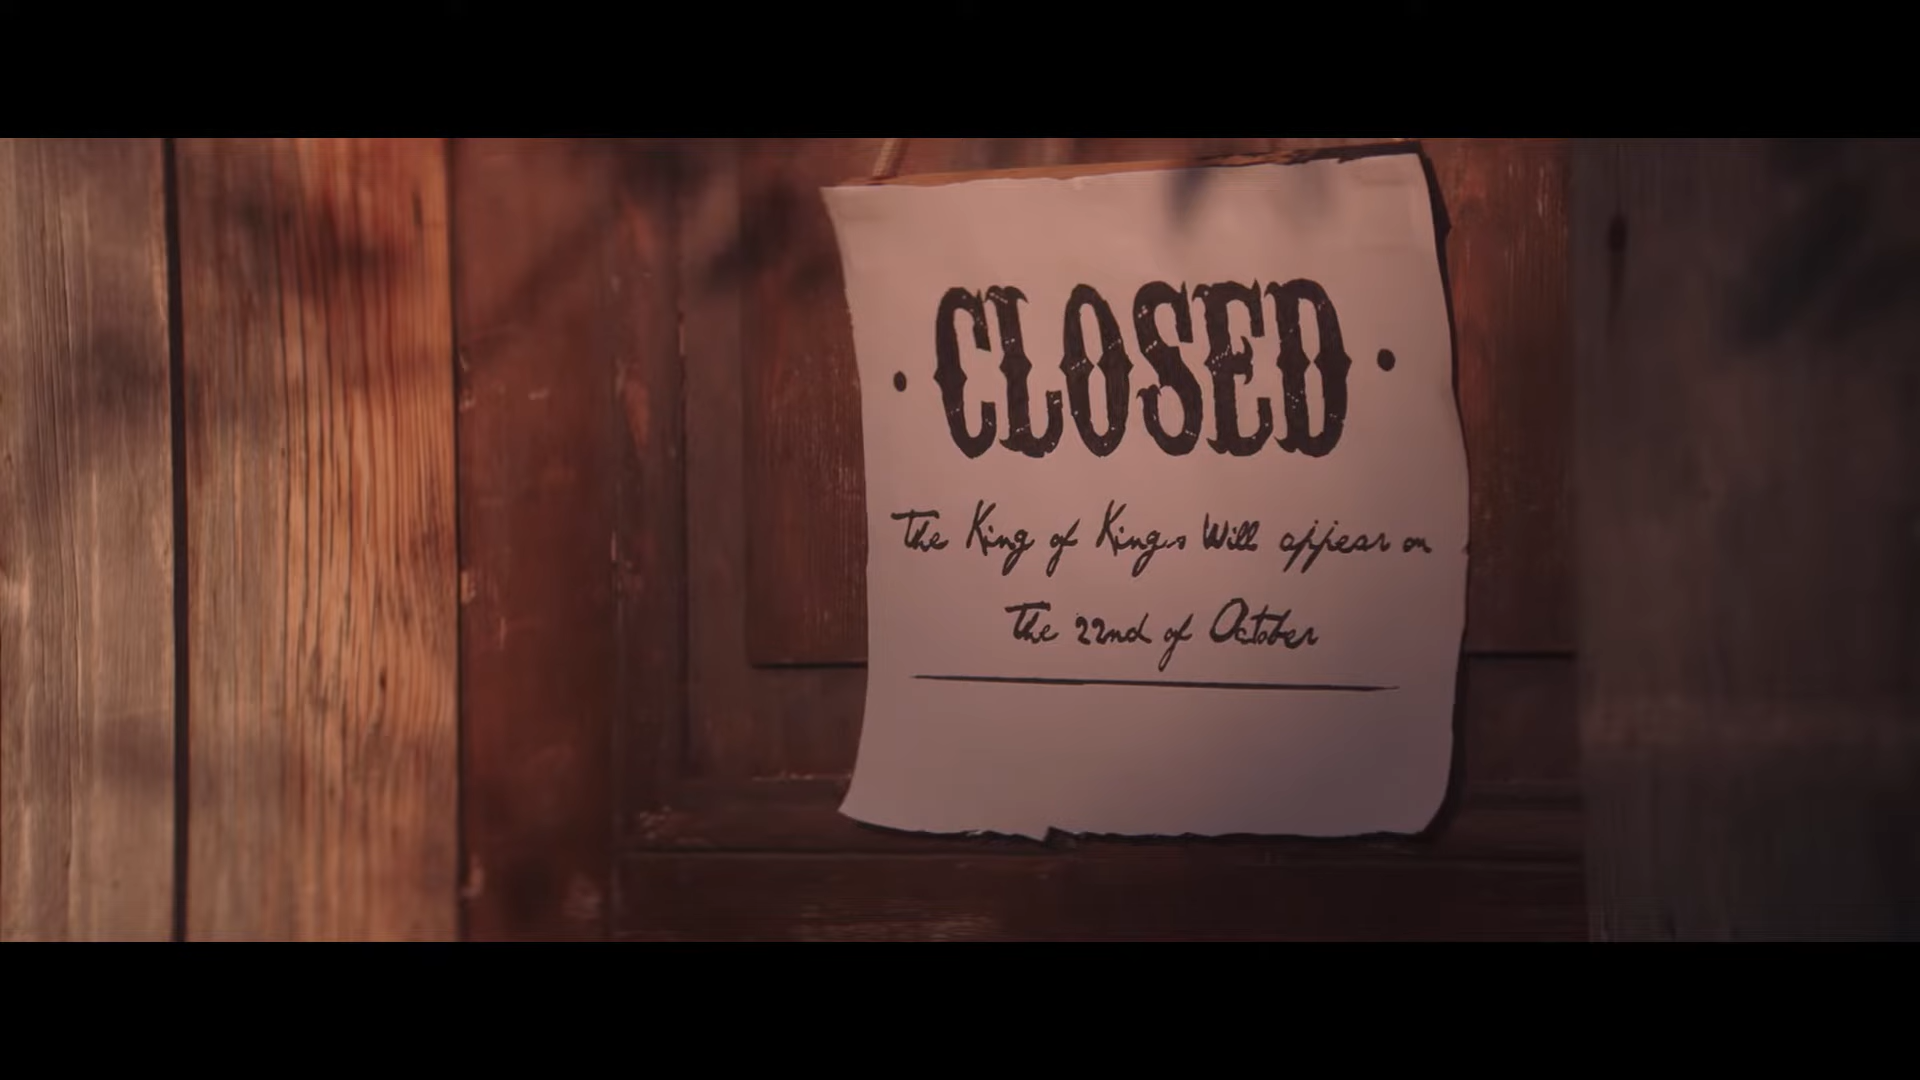 · CLOSED ·
The King of Kings Will appear on
The 22nd of October